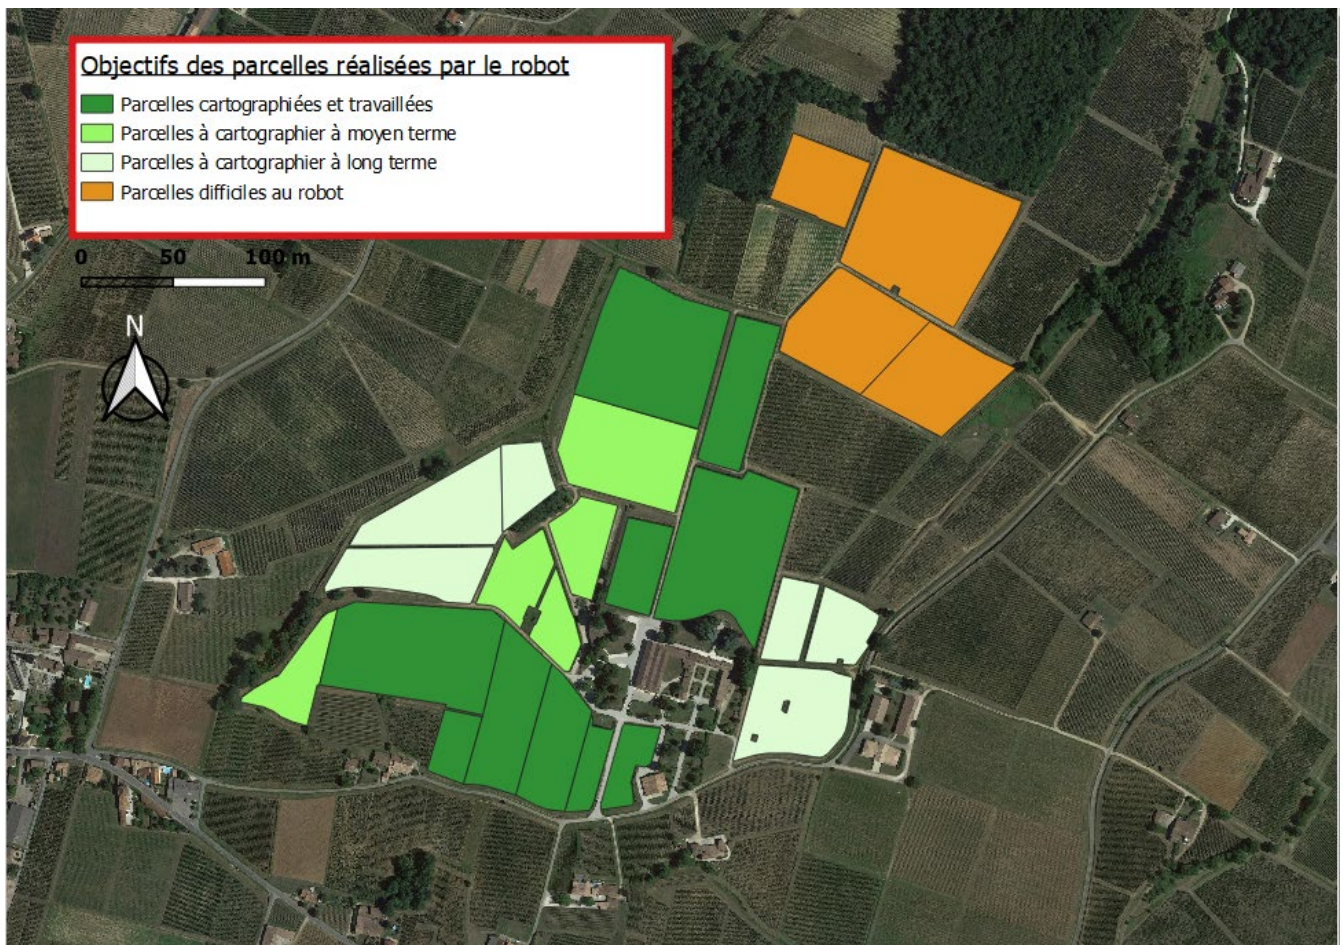 Objectifs des parcelles réalisées par le robot
Parcelles cartographiées et travaillées
Parcelles à cartographier à moyen terme
Parcelles à cartographier à long terme
Parcelles difficiles au robot
0 50 100 m
N